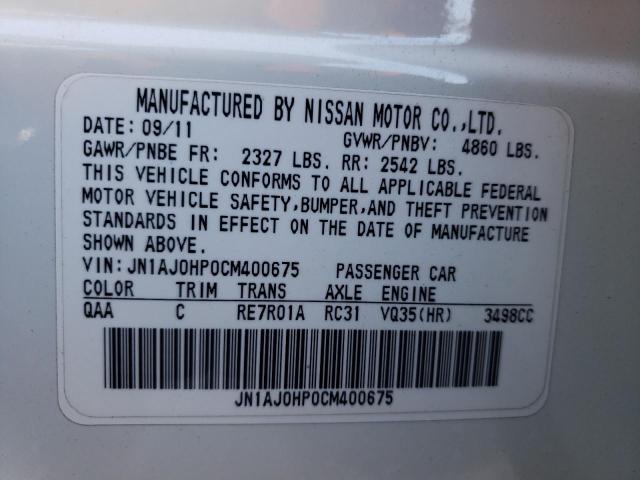 MANUFACTURED BY NISSAN MOTOR CO.,LTD.
DATE: 09/11 GVWR/PNBV: 4860 LBS.
GAWR/PNBE FR: 2327 LBS. RR: 2542 LBS.
THIS VEHICLE CONFORMS TO ALL APPLICABLE FEDERAL
MOTOR VEHICLE SAFETY,BUMPER,AND THEFT PREVENTION
STANDARDS IN EFFECT ON THE DATE OF MANUFACTURE
SHOWN ABOVE.
VIN:JN1AJ0HP0CM400675 PASSENGER CAR
COLOR TRIM TRANS AXLE ENGINE
QAA C RE7R01A RC31 VQ35(HR) 3498CC
JN1AJ0HP0CM400675